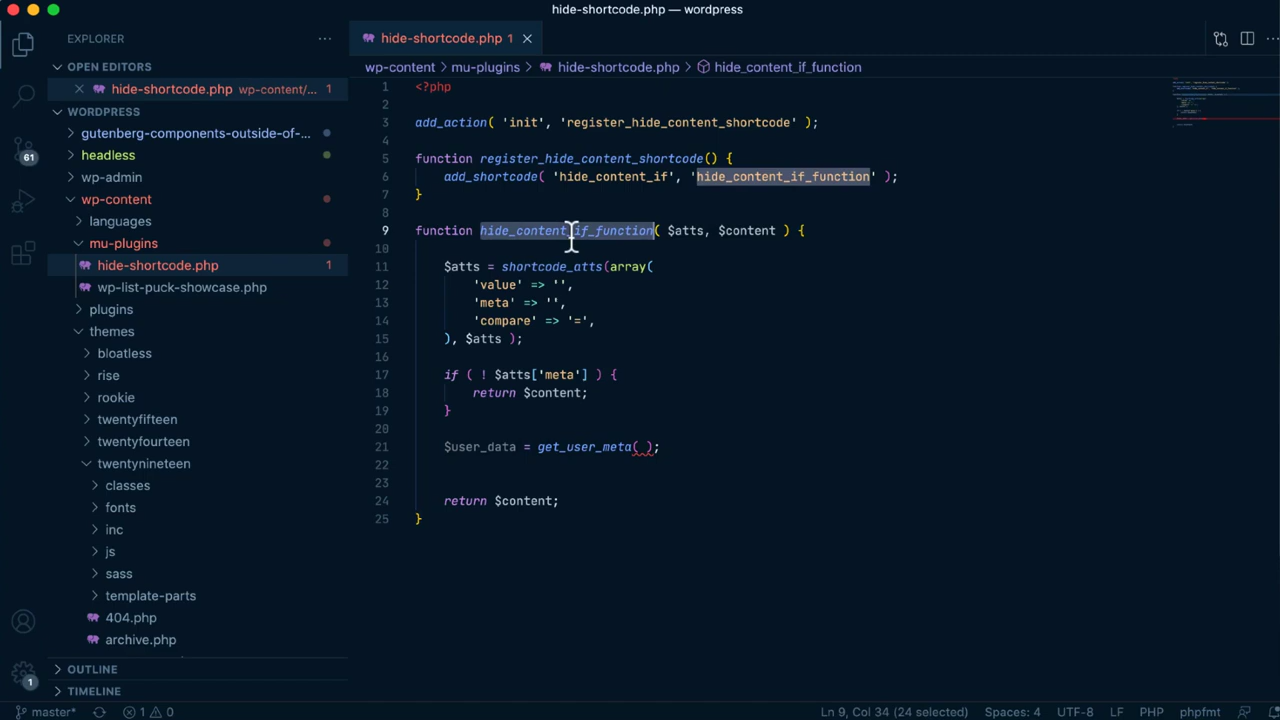 hide-shortcode.php — wordpress
EXPLORER
OPEN EDITORS
hide-shortcode.php wp-content/... 1
WORDPRESS
gutenberg-components-outside-of-...
headless
wp-admin
wp-content
languages
mu-plugins
hide-shortcode.php 1
wp-list-puck-showcase.php
plugins
themes
bloatless
rise
rookie
twentyfifteen
twentyfourteen
twentynineteen
classes
fonts
inc
js
sass
template-parts
404.php
archive.php
OUTLINE
TIMELINE
61
1
hide-shortcode.php 1
wp-content > mu-plugins > hide-shortcode.php > hide_content_if_function
1 <?php
2
3 add_action( 'init', 'register_hide_content_shortcode' );
4
5 function register_hide_content_shortcode() {
6 add_shortcode( 'hide_content_if', 'hide_content_if_function' );
7 }
8
9 function hide_content_if_function( $atts, $content ) {
10
11 $atts = shortcode_atts(array(
12 'value' => '',
13 'meta' => '',
14 'compare' => '=',
15 ), $atts );
16
17 if ( ! $atts['meta'] ) {
18 return $content;
19 }
20
21 $user_data = get_user_meta( );
22
23
24 return $content;
25 }
master* 1 0 Ln 9, Col 34 (24 selected) Spaces: 4 UTF-8 LF PHP phpfmt